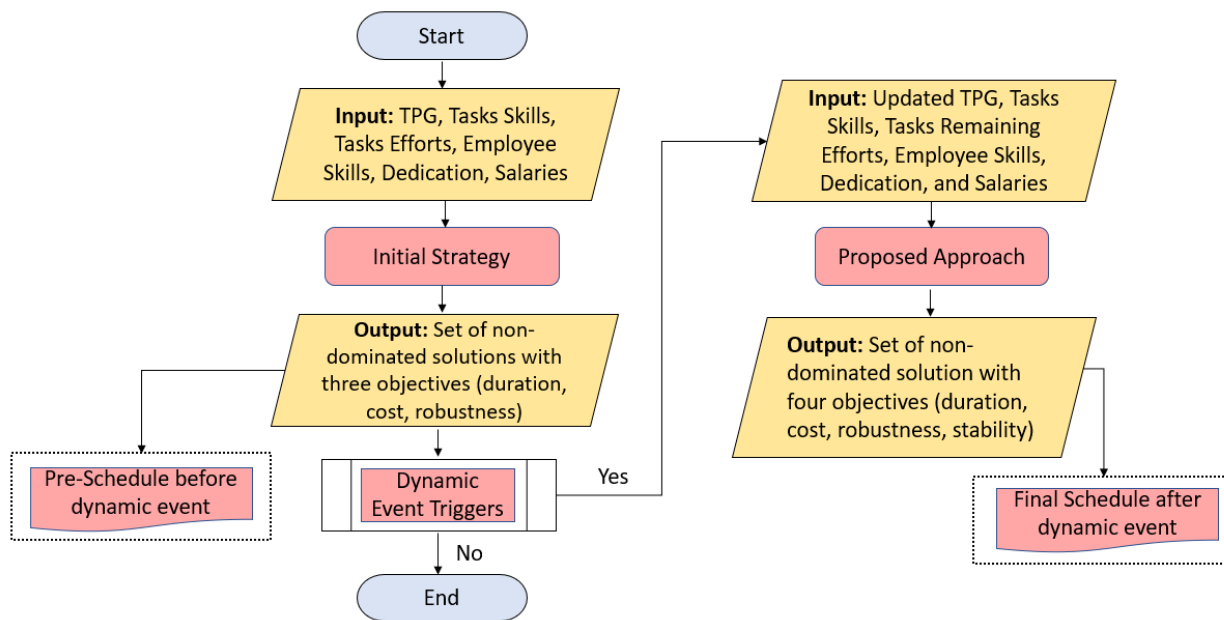 Start
Input: TPG, Tasks Skills,
Tasks Efforts, Employee
Skills, Dedication, Salaries
Initial Strategy
Output: Set of non-
dominated solutions with
three objectives (duration,
cost, robustness)
Pre-Schedule before
dynamic event
Dynamic
Event Triggers
Yes
No
End
Input: Updated TPG, Tasks
Skills, Tasks Remaining
Efforts, Employee Skills,
Dedication, and Salaries
Proposed Approach
Output: Set of non-
dominated solution with
four objectives (duration,
cost, robustness, stability)
Final Schedule after
dynamic event